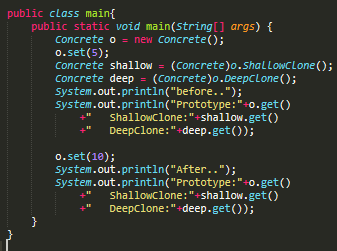 public class main{
    public static void main(String[] args) {
        Concrete o = new Concrete();
        o.set(5);
        Concrete shallow = (Concrete)o.ShallowClone();
        Concrete deep = (Concrete)o.DeepClone();
        System.out.println("before..");
        System.out.println("Prototype:"+o.get()
            +"   ShallowClone:"+shallow.get()
            +"   DeepClone:"+deep.get());

        o.set(10);
        System.out.println("After..");
        System.out.println("Prototype:"+o.get()
            +"   ShallowClone:"+shallow.get()
            +"   DeepClone:"+deep.get());
    }
}